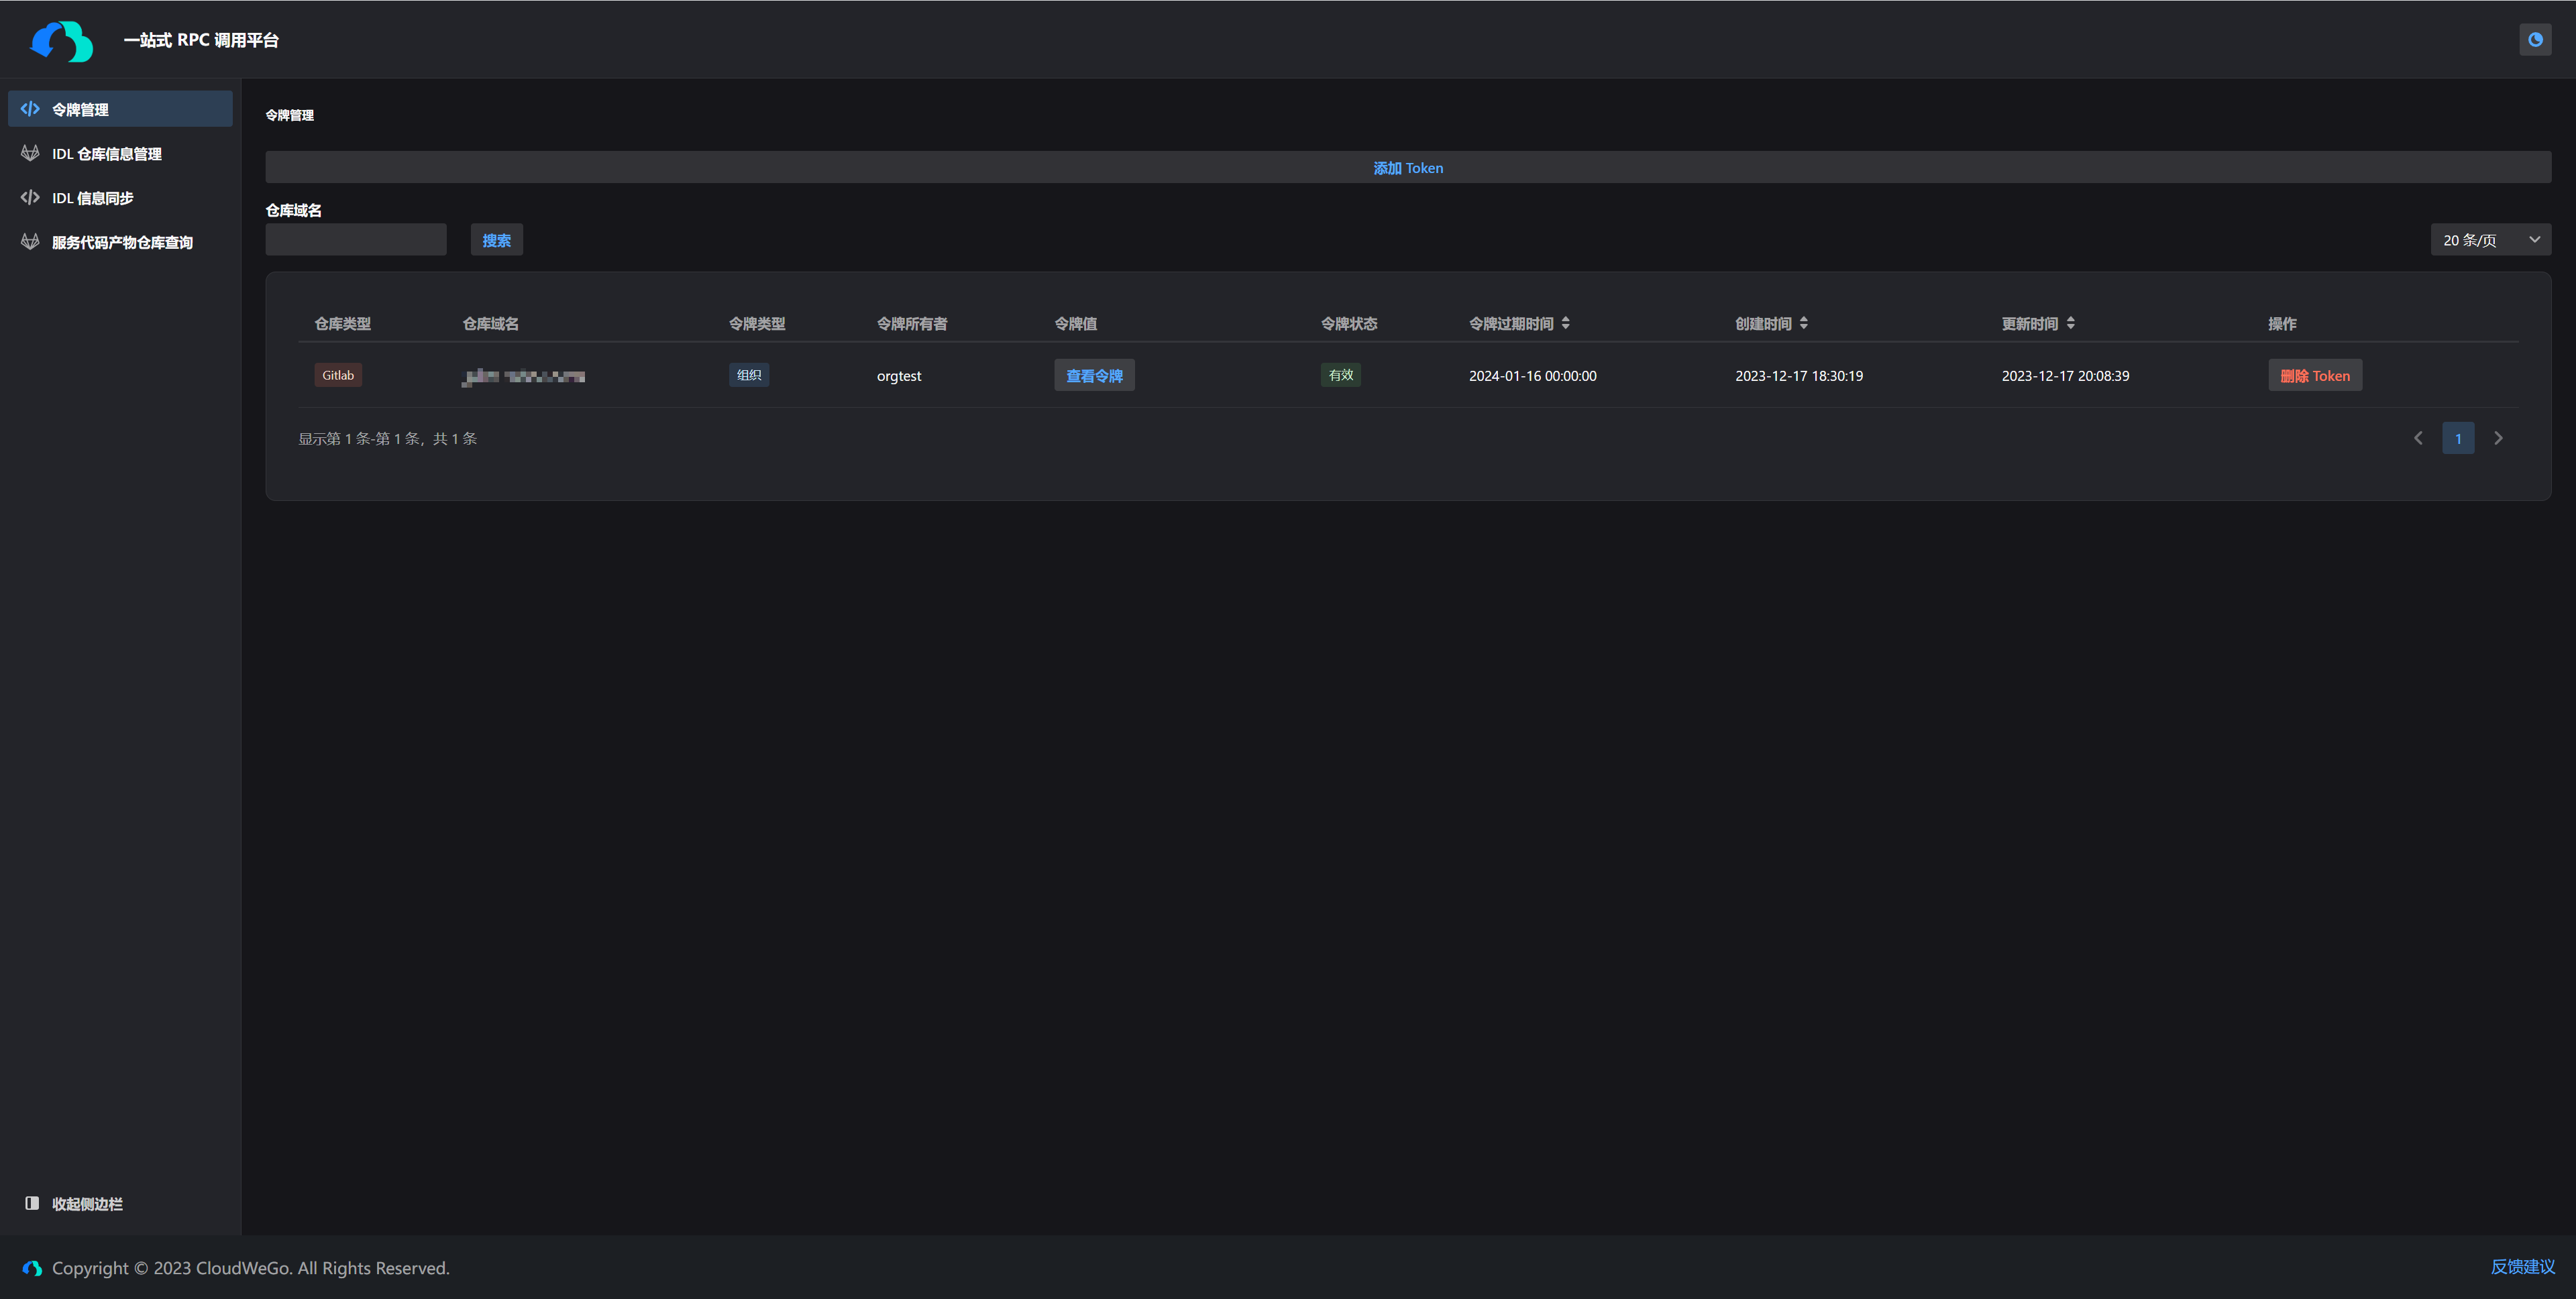 一站式 RPC 调用平台
令牌管理
IDL 仓库信息管理
IDL 信息同步
服务代码产物仓库查询
收起侧边栏
令牌管理
添加 Token
仓库域名
搜索
20 条/页
仓库类型 仓库域名 令牌类型 令牌所有者 令牌值 令牌状态 令牌过期时间 创建时间 更新时间 操作
Gitlab 组织 orgtest 查看令牌 有效 2024-01-16 00:00:00 2023-12-17 18:30:19 2023-12-17 20:08:39 删除 Token
显示第 1 条-第 1 条，共 1 条
1
Copyright © 2023 CloudWeGo. All Rights Reserved.
反馈建议